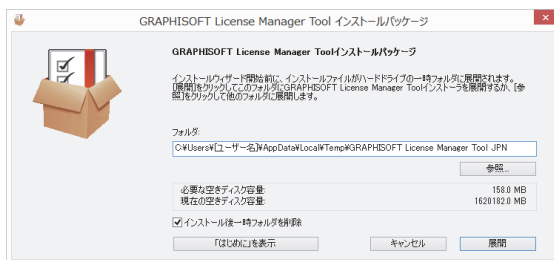 GRAPHISOFT License Manager Tool インストールパッケージ
GRAPHISOFT License Manager Toolインストールパッケージ
インストールウィザード開始前に、インストールファイルがハードドライブの一時フォルダに展開されます。
[展開]をクリックしてこのフォルダにGRAPHISOFT License Manager Toolインストーラを展開するか、[参
照]をクリックして他のフォルダに展開します。
フォルダ:
C:¥Users¥[ユーザー名]¥AppData¥Local¥Temp¥GRAPHISOFT License Manager Tool JPN
参照...
必要な空きディスク容量: 158.0 MB
現在の空きディスク容量: 1620182.0 MB
インストール後一時フォルダを削除
「はじめに」を表示 キャンセル 展開